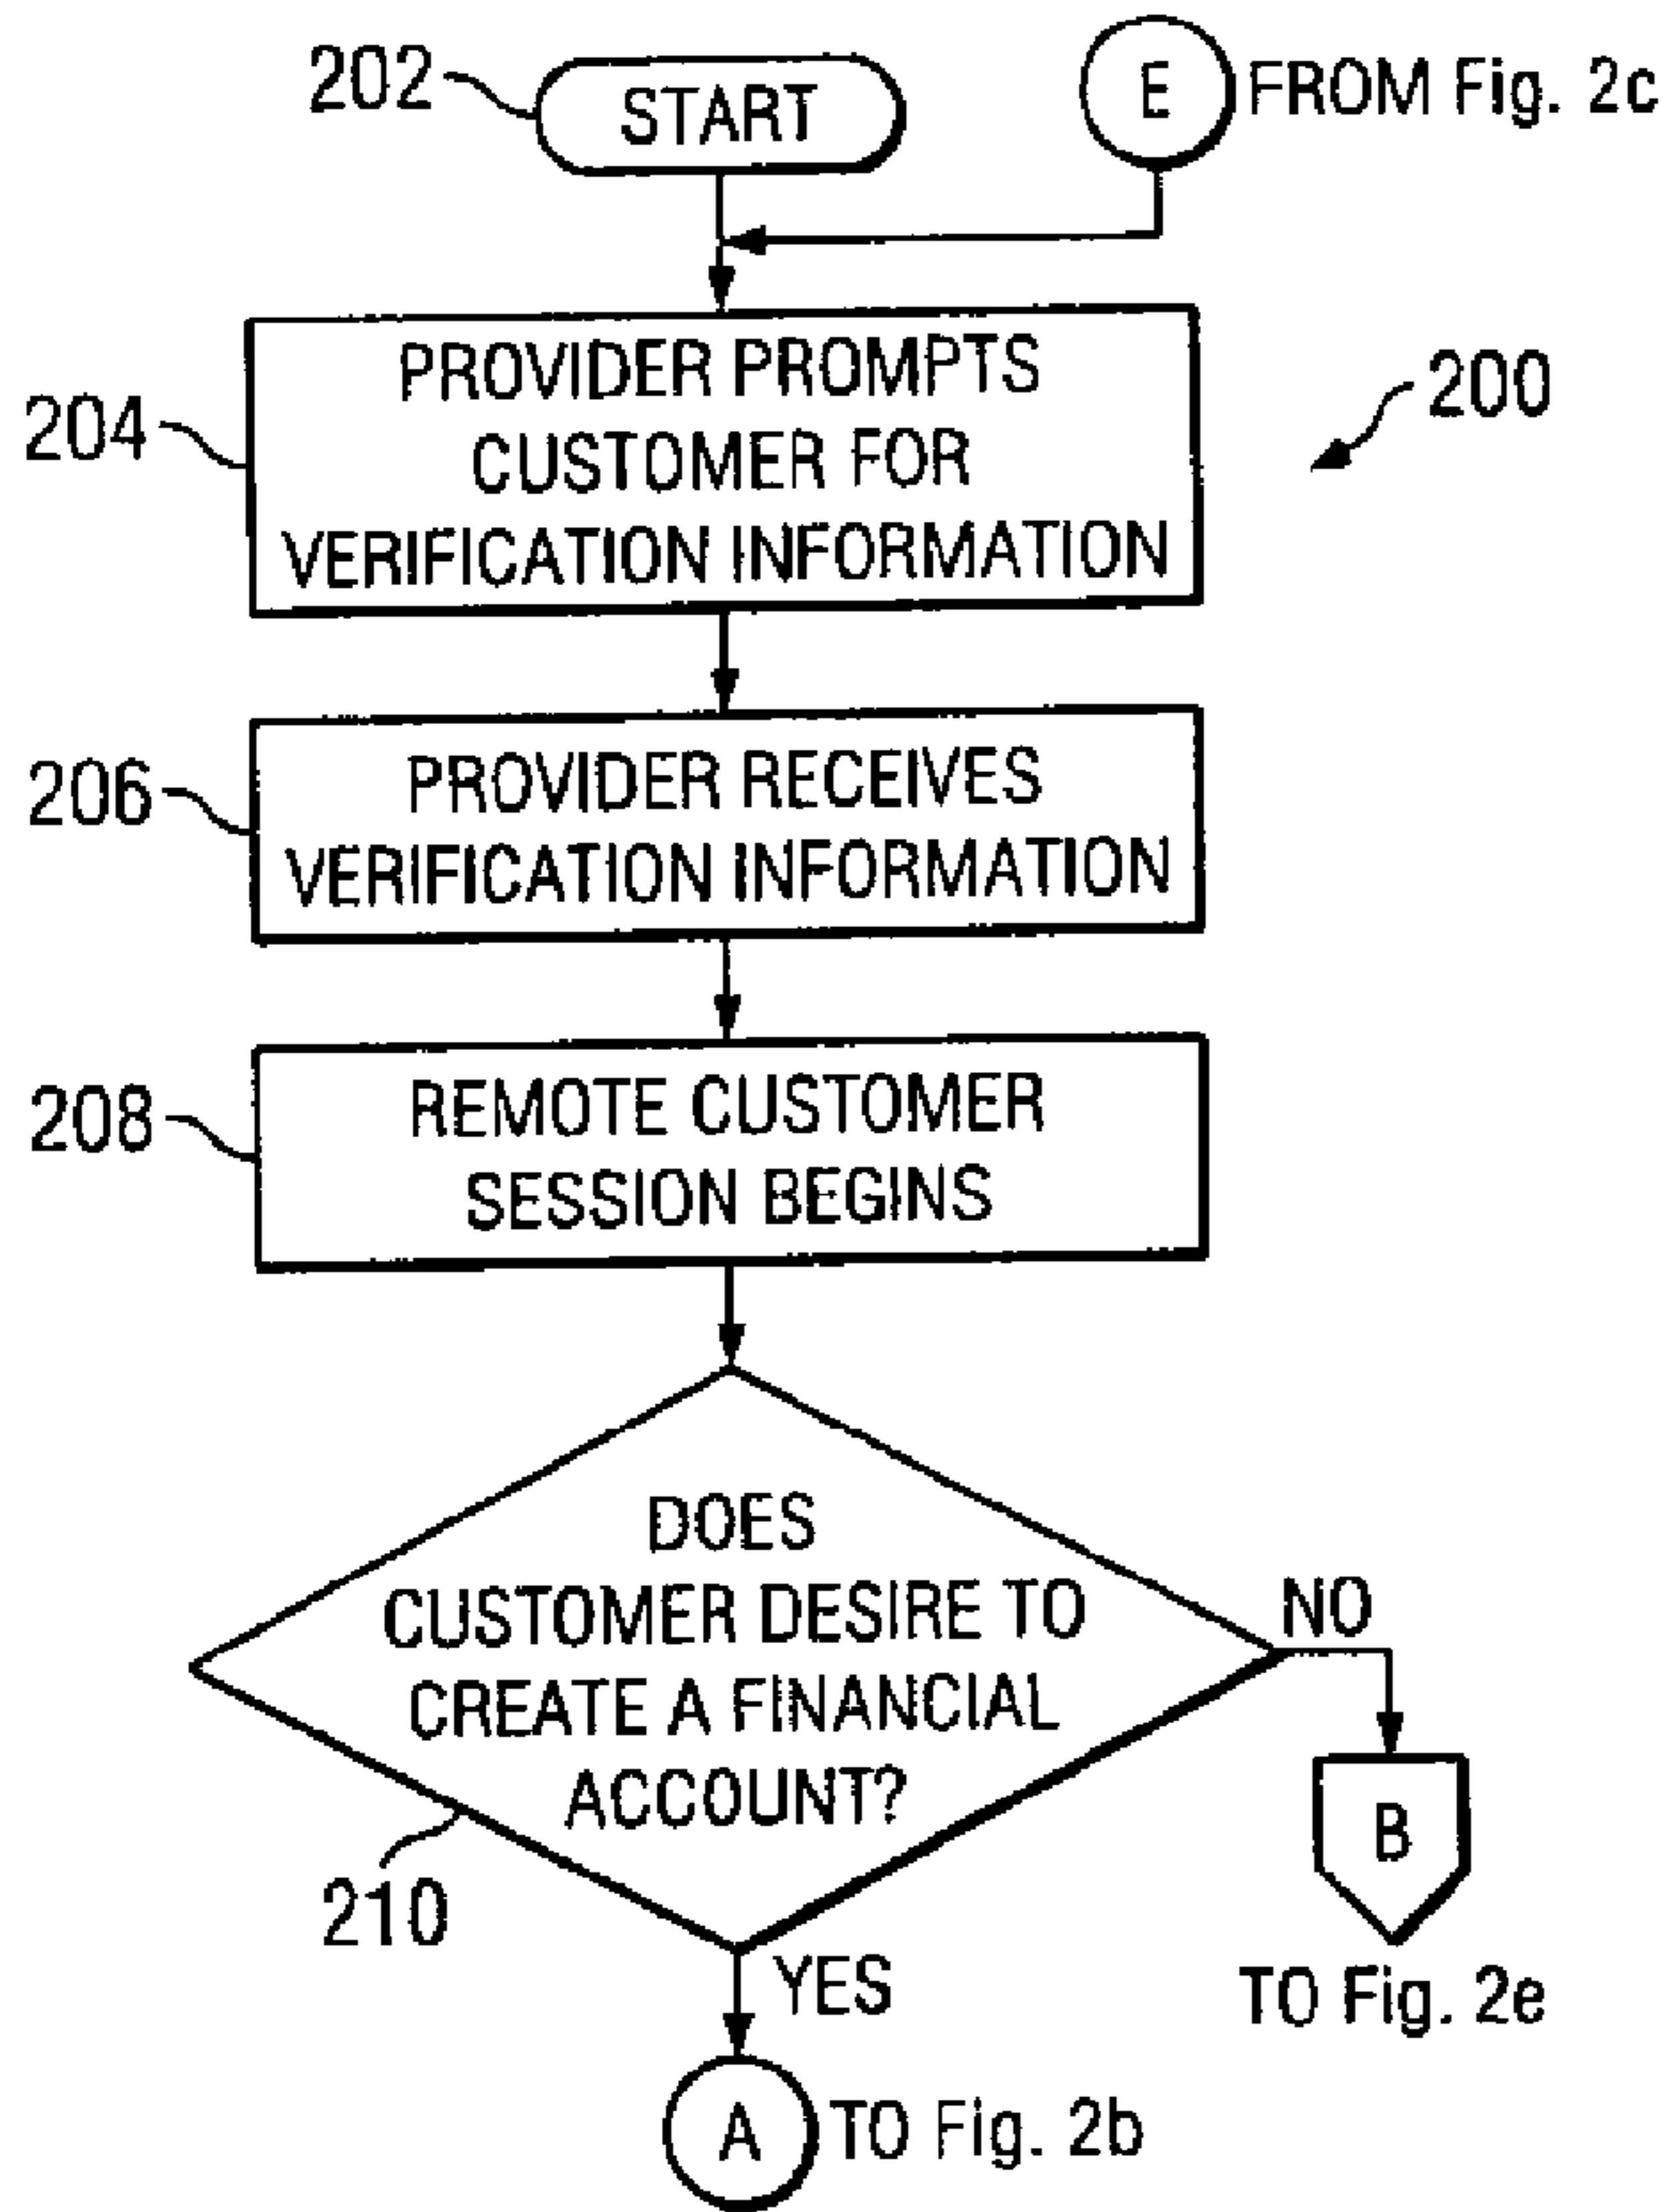 202
START
E
FROM Fig. 2c
PROVIDER PROMPTS
CUSTOMER FOR
VERIFICATION INFORMATION
204
200
PROVIDER RECEIVES
VERIFICATION INFORMATION
206
REMOTE CUSTOMER
SESSION BEGINS
208
DOES
CUSTOMER DESIRE TO
CREATE A FINANCIAL
ACCOUNT?
210
NO
B
TO Fig. 2e
YES
A
TO Fig. 2b